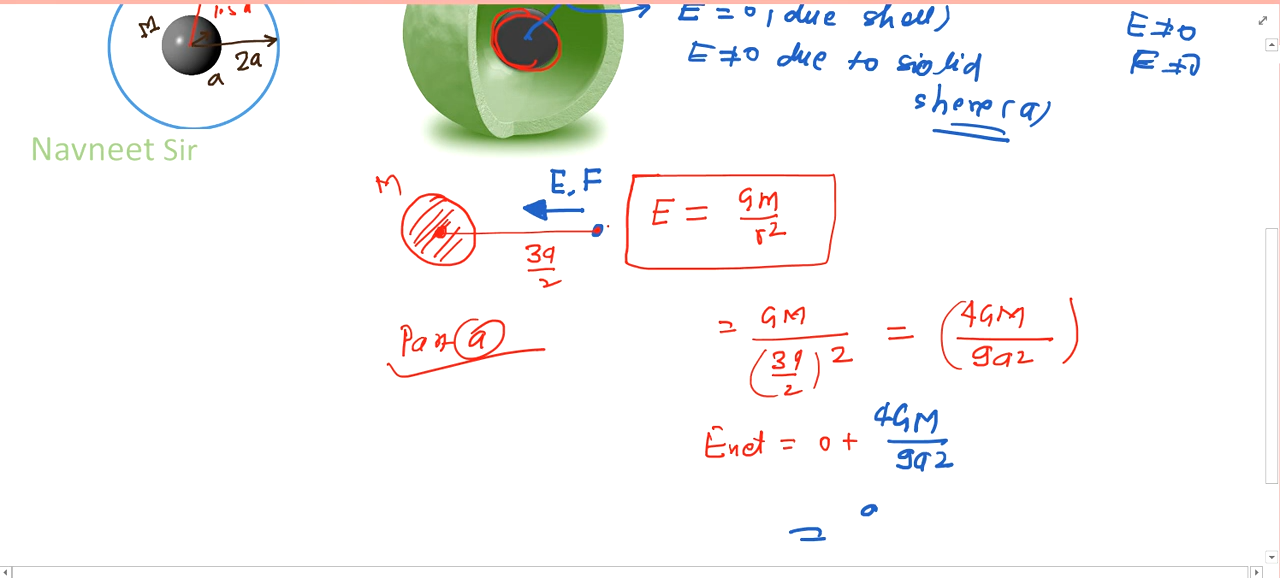 M
1.5a
2a
a
E = 0, due shell)
E ≠ 0 due to solid
shere (a)
E ≠ 0
E ≠ 0
Navneet Sir
M
E, F
3a/2
E = GM/r2
Part (a)
= GM/(3a/2)2 = (4GM/9a2)
Enet = 0 + 4GM/9a2
=